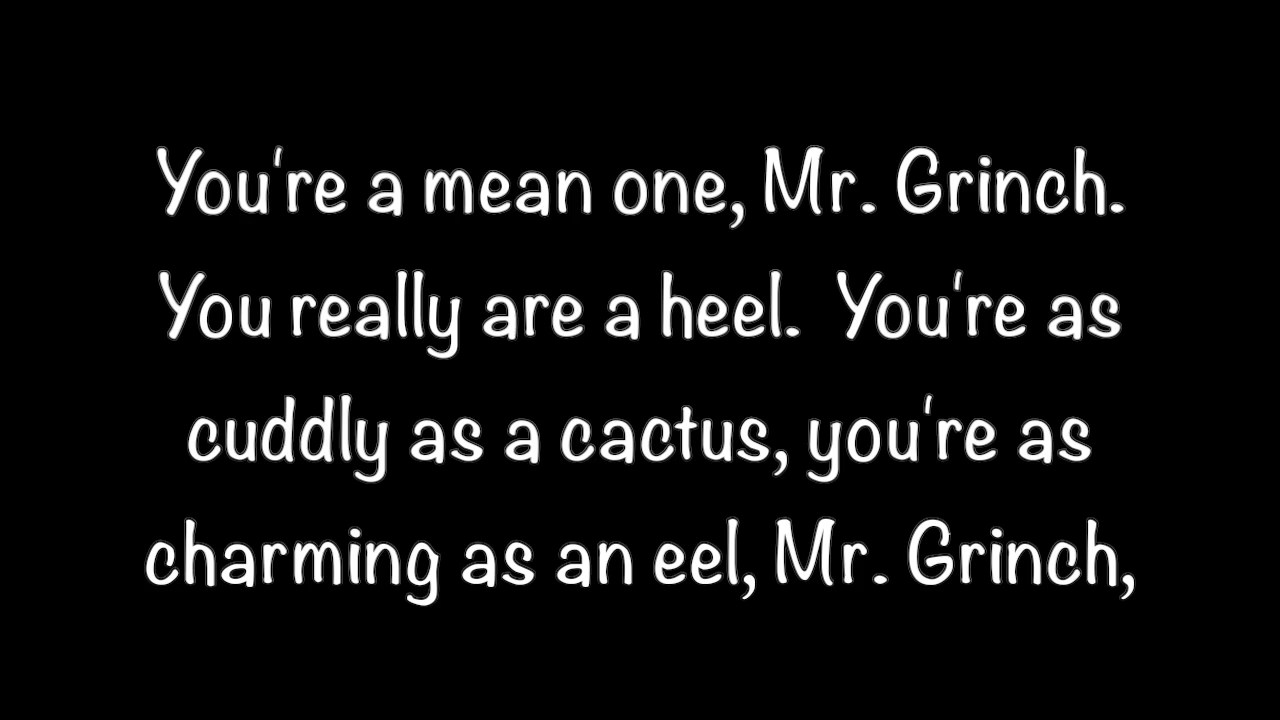 You're a mean one, Mr. Grinch.
You really are a heel.  You're as
cuddly as a cactus, you're as
charming as an eel, Mr. Grinch,